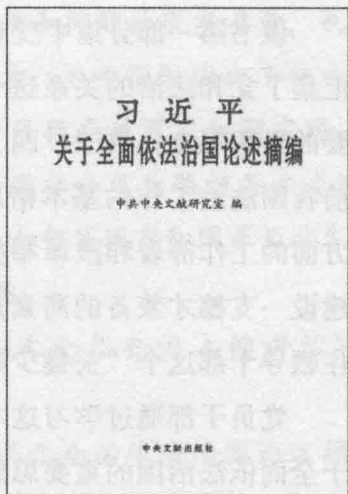 习近平
关于全面依法治国论述摘编
中共中央文献研究室 编
中央文献出版社